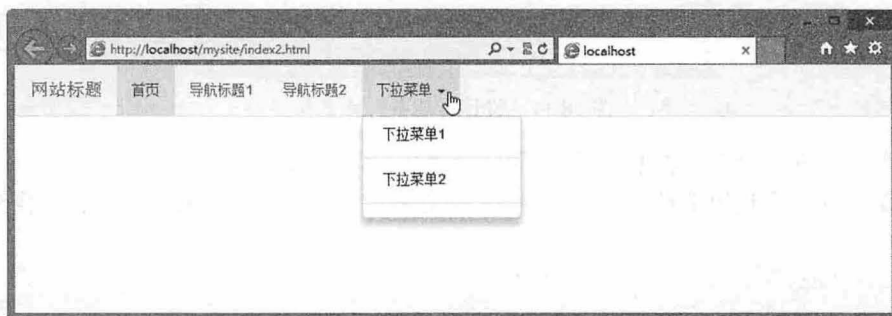 http://localhost/mysite/index2.html
localhost
网站标题 首页 导航标题1 导航标题2 下拉菜单
下拉菜单1
下拉菜单2